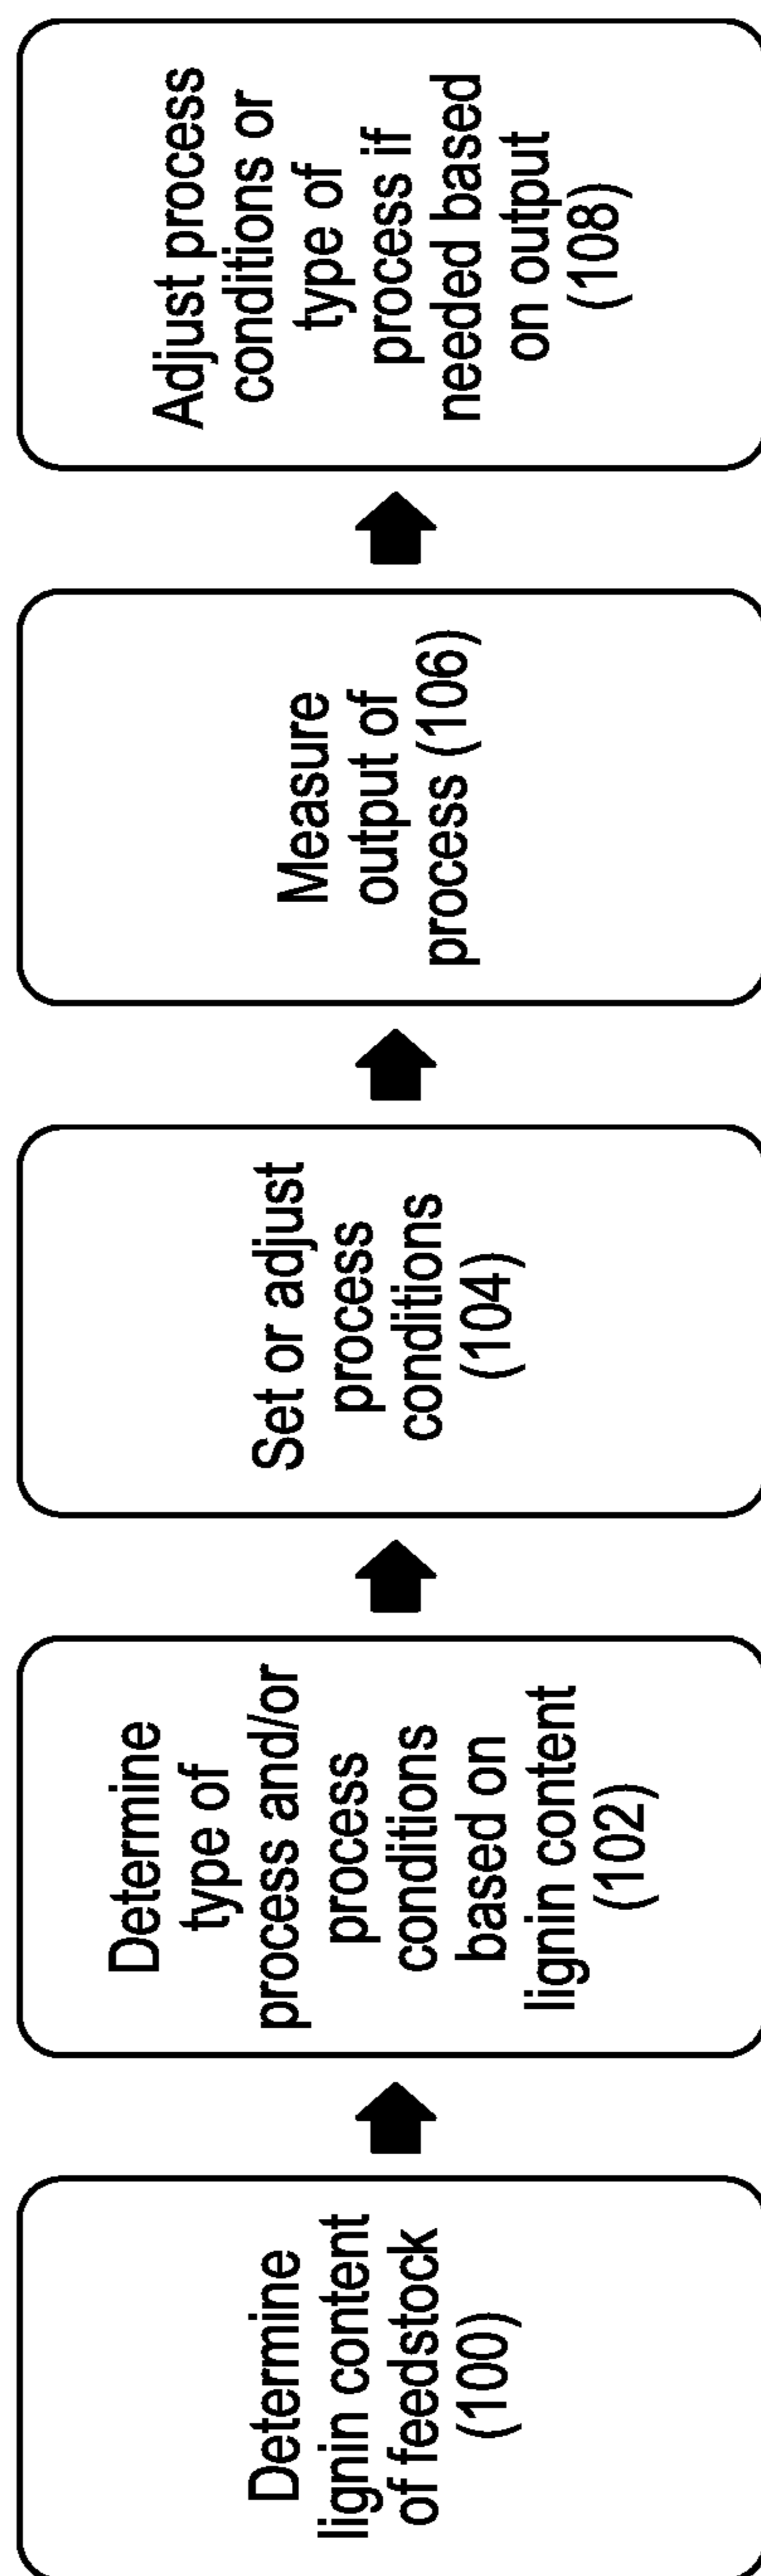 Determine
lignin content
of feedstock
(100)
Determine
type of
process and/or
process
conditions
based on
lignin content
(102)
Set or adjust
process
conditions
(104)
Measure
output of
process (106)
Adjust process
conditions or
type of
process if
needed based
on output
(108)